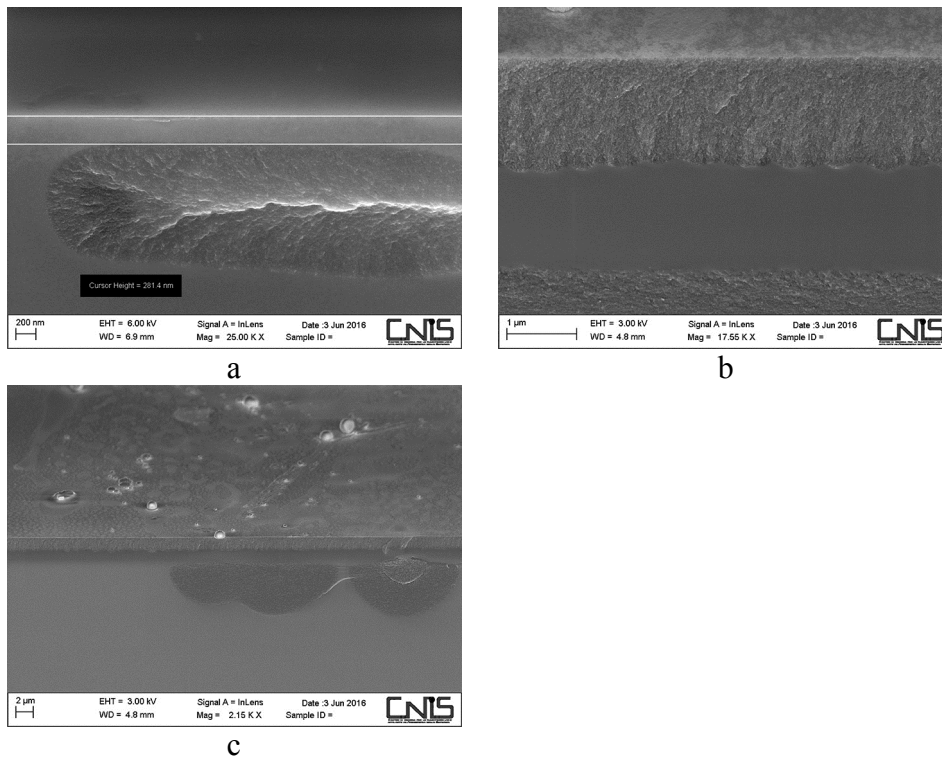 Cursor Height = 281.4 nm
200 nm
EHT = 6.00 kV
Signal A = InLens
Date :3 Jun 2016
WD = 6.9 mm
Mag = 25.00 K X
Sample ID =
CNIS
a
1 µm
EHT = 3.00 kV
Signal A = InLens
Date :3 Jun 2016
WD = 4.8 mm
Mag = 17.55 K X
Sample ID =
CNIS
b
2 µm
EHT = 3.00 kV
Signal A = InLens
Date :3 Jun 2016
WD = 4.8 mm
Mag = 2.15 K X
Sample ID =
CNIS
c